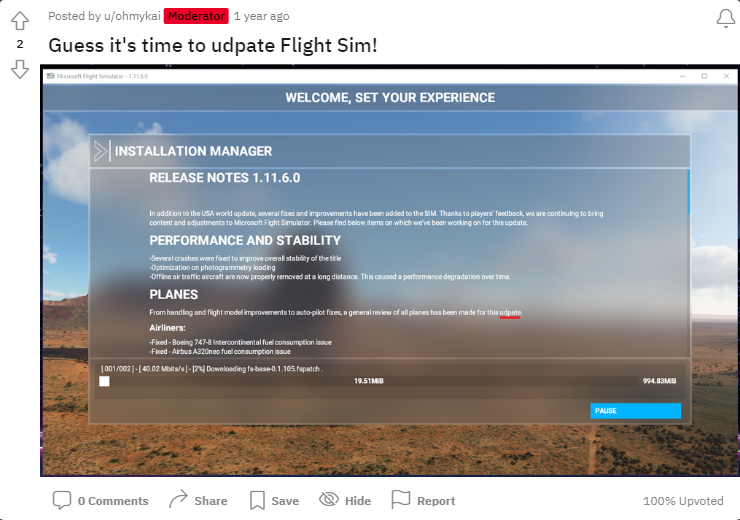 Posted by u/ohmykai Moderator 1 year ago
2
Guess it's time to udpate Flight Sim!
Microsoft Flight Simulator - 1.11.6.0
WELCOME, SET YOUR EXPERIENCE
INSTALLATION MANAGER
RELEASE NOTES 1.11.6.0
In addition to the USA world update, several fixes and improvements have been added to the SIM. Thanks to players' feedback, we are continuing to bring
content and adjustments to Microsoft Flight Simulator. Please find below items on which we've been working on for this update.
PERFORMANCE AND STABILITY
-Several crashes were fixed to improve overall stability of the title
-Optimization on photogrammetry loading
-Offline air traffic aircraft are now properly removed at a long distance. This caused a performance degradation over time.
PLANES
From handling and flight model improvements to auto-pilot fixes, a general review of all planes has been made for this udpate.
Airliners:
-Fixed - Boeing 747-8 Intercontinental fuel consumption issue
-Fixed - Airbus A320neo fuel consumption issue
[ 001/002 ] - [ 40.02 Mbits/s ] - [2%] Downloading fs-base-0.1.105.fspatch .
19.51MiB 994.83MiB
PAUSE
0 Comments Share Save Hide Report 100% Upvoted